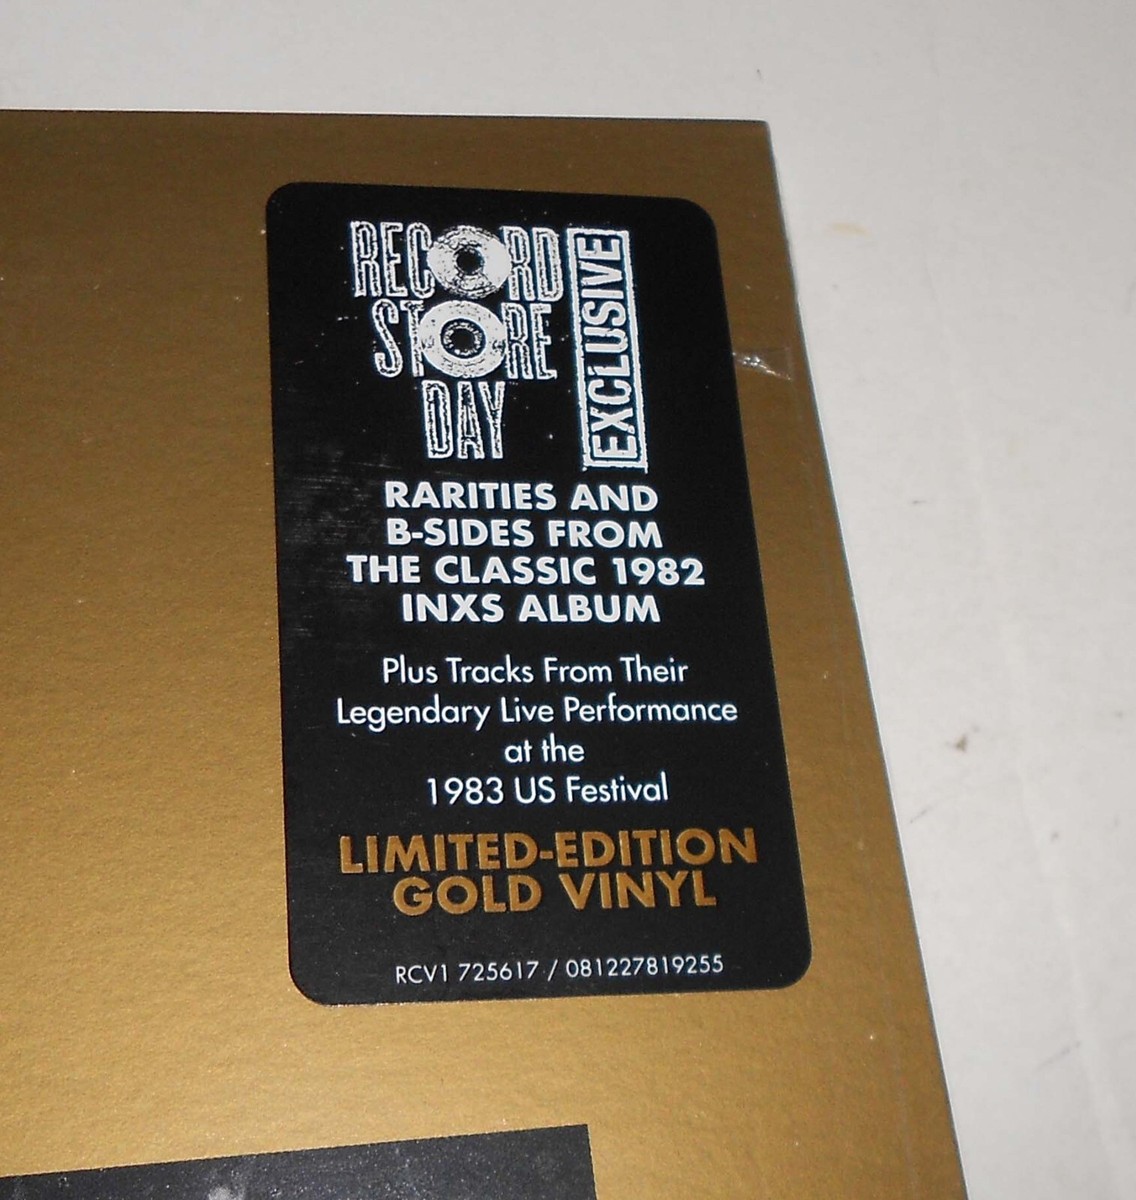 RECORD
STORE
DAY
EXCLUSIVE
RARITIES AND
B-SIDES FROM
THE CLASSIC 1982
INXS ALBUM
Plus Tracks From Their
Legendary Live Performance
at the
1983 US Festival
LIMITED-EDITION
GOLD VINYL
RCV1 725617 / 081227819255